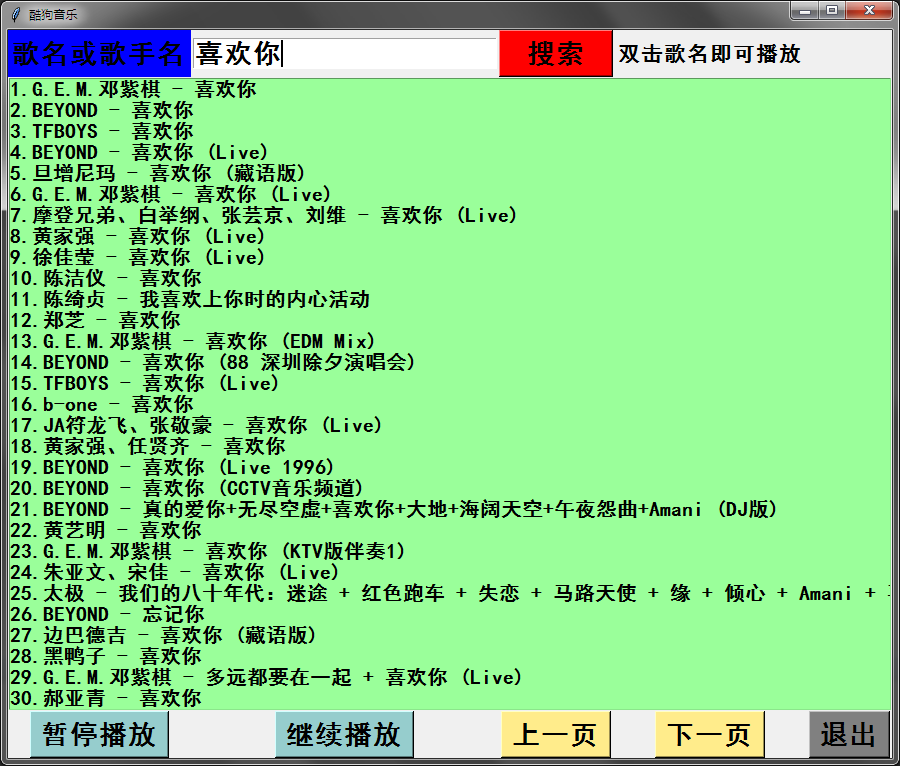 酷狗音乐
歌名或歌手名 喜欢你 搜索 双击歌名即可播放
1.G.E.M.邓紫棋 - 喜欢你
2.BEYOND - 喜欢你
3.TFBOYS - 喜欢你
4.BEYOND - 喜欢你 (Live)
5.旦增尼玛 - 喜欢你 (藏语版)
6.G.E.M.邓紫棋 - 喜欢你 (Live)
7.摩登兄弟、白举纲、张芸京、刘维 - 喜欢你 (Live)
8.黄家强 - 喜欢你 (Live)
9.徐佳莹 - 喜欢你 (Live)
10.陈洁仪 - 喜欢你
11.陈绮贞 - 我喜欢上你时的内心活动
12.郑芝 - 喜欢你
13.G.E.M.邓紫棋 - 喜欢你 (EDM Mix)
14.BEYOND - 喜欢你 (88 深圳除夕演唱会)
15.TFBOYS - 喜欢你 (Live)
16.b-one - 喜欢你
17.JA符龙飞、张敬豪 - 喜欢你 (Live)
18.黄家强、任贤齐 - 喜欢你
19.BEYOND - 喜欢你 (Live 1996)
20.BEYOND - 喜欢你 (CCTV音乐频道)
21.BEYOND - 真的爱你+无尽空虚+喜欢你+大地+海阔天空+午夜怨曲+Amani (DJ版)
22.黄艺明 - 喜欢你
23.G.E.M.邓紫棋 - 喜欢你 (KTV版伴奏1)
24.朱亚文、宋佳 - 喜欢你 (Live)
25.太极 - 我们的八十年代: 迷途 + 红色跑车 + 失恋 + 马路天使 + 缘 + 倾心 + Amani +
26.BEYOND - 忘记你
27.边巴德吉 - 喜欢你 (藏语版)
28.黑鸭子 - 喜欢你
29.G.E.M.邓紫棋 - 多远都要在一起 + 喜欢你 (Live)
30.郝亚青 - 喜欢你
暂停播放 继续播放 上一页 下一页 退出